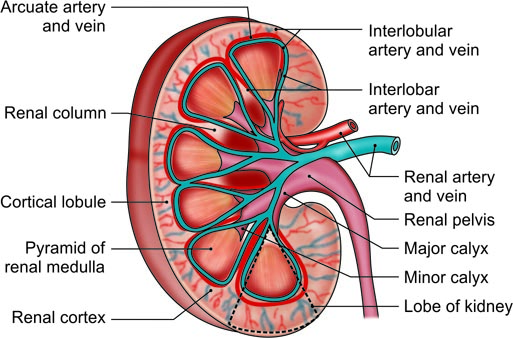 Arcuate artery
and vein
Renal column
Cortical lobule
Pyramid of
renal medulla
Renal cortex
Interlobular
artery and vein
Interlobar
artery and vein
Renal artery
and vein
Renal pelvis
Major calyx
Minor calyx
Lobe of kidney